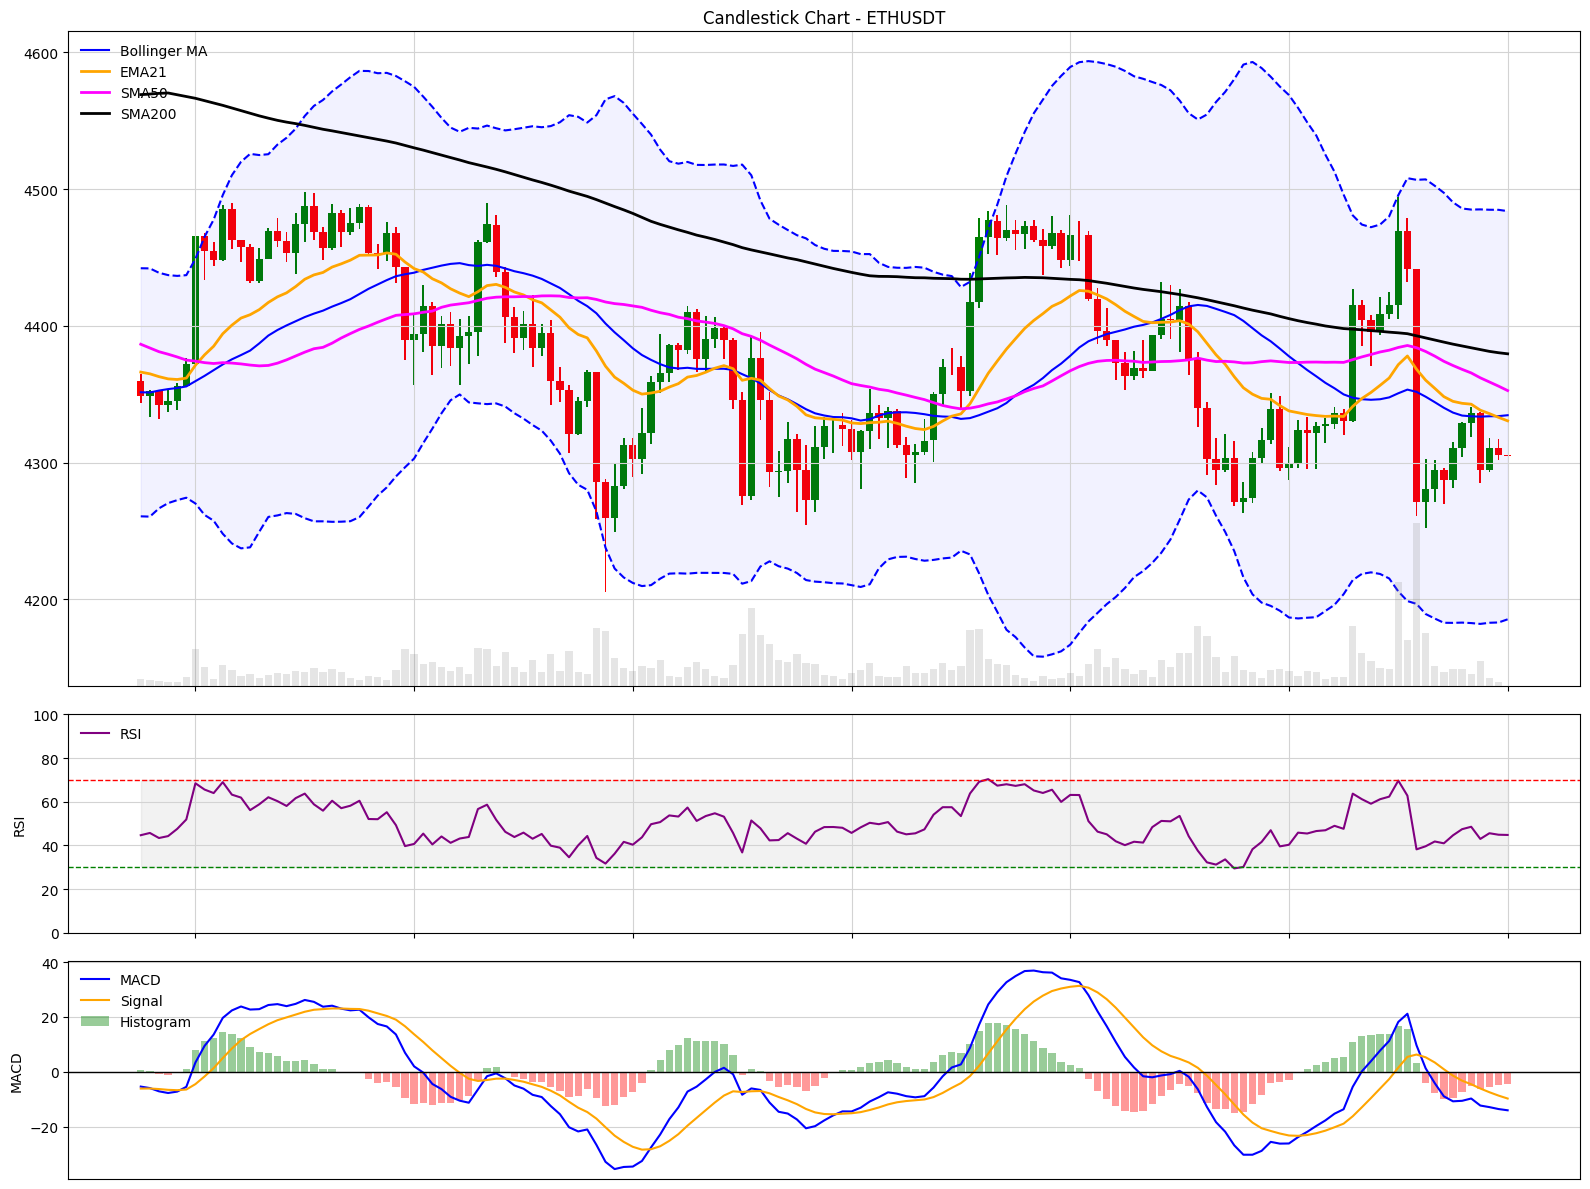 Candlestick Chart - ETHUSDT
Bollinger MA
EMA21
SMA50
SMA200
4600
4500
4400
4300
4200
RSI
100
80
60
40
20
0
RSI
MACD
Signal
Histogram
40
20
0
−20
MACD